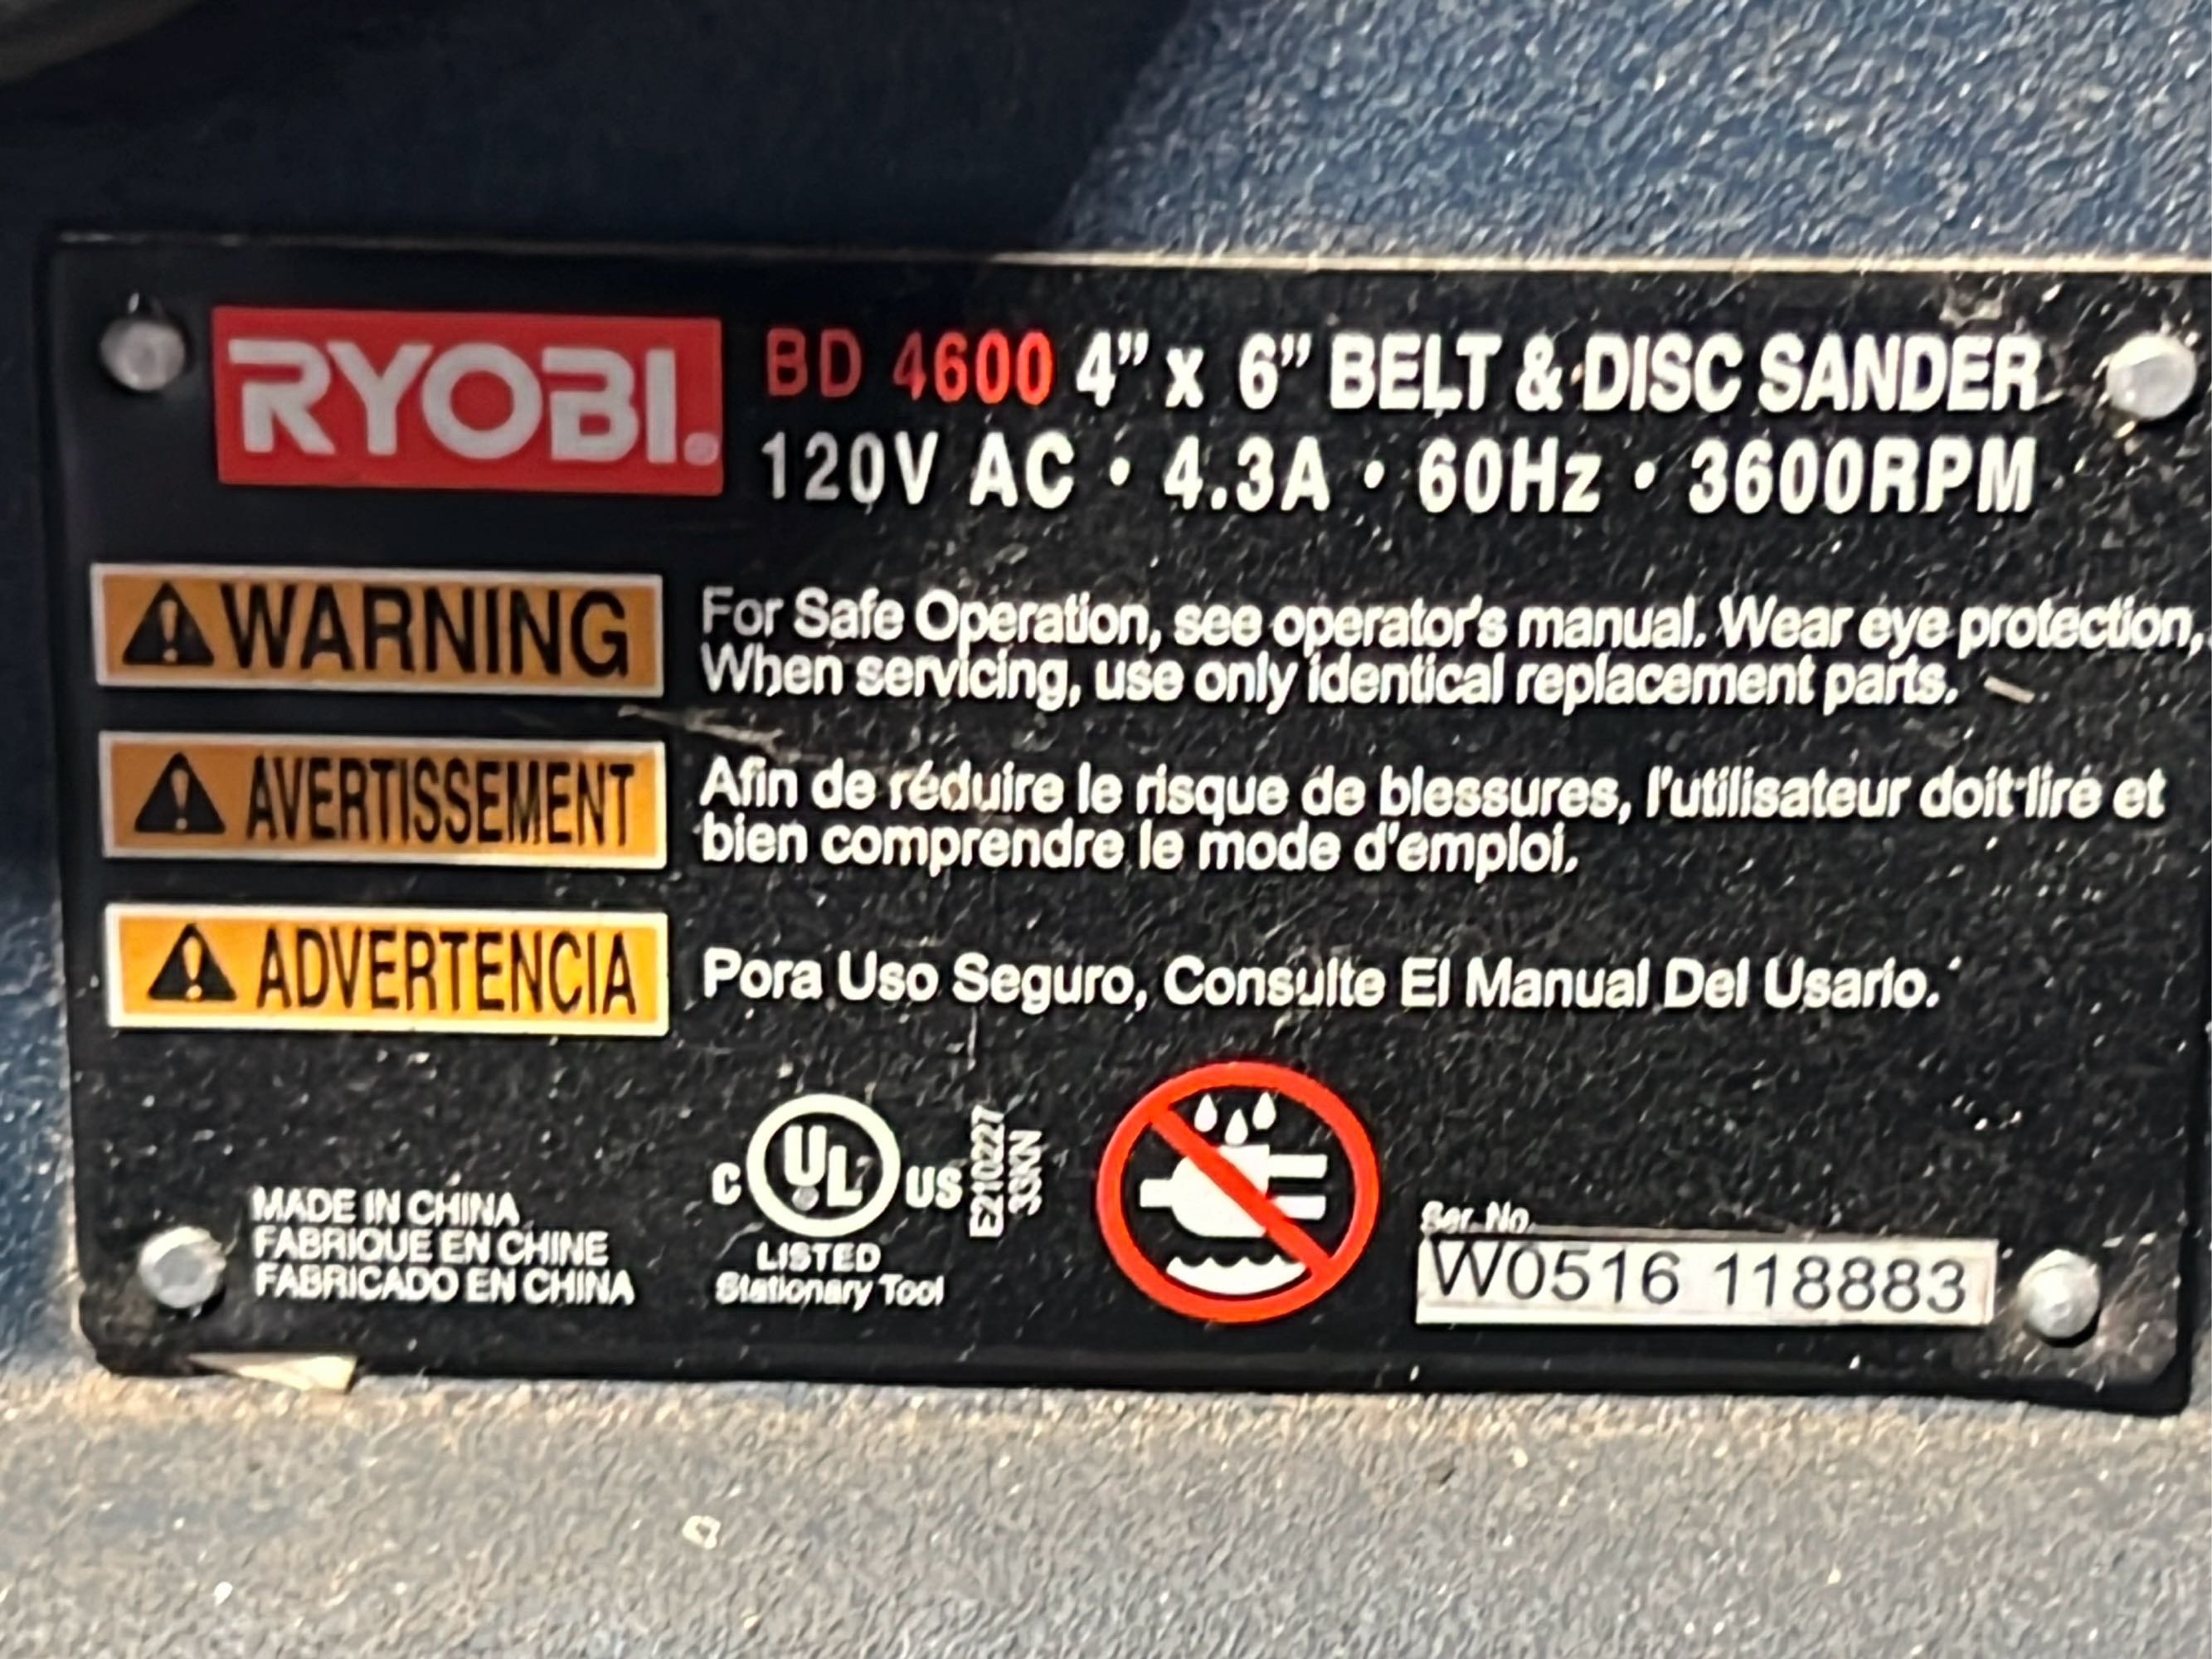 RYOBI.
BD 4600 4" x 6" BELT & DISC SANDER
120V AC • 4.3A • 60Hz • 3600RPM
WARNING
For Safe Operation, see operator's manual. Wear eye protection,
When servicing, use only identical replacement parts.
AVERTISSEMENT
Afin de réduire le risque de blessures, l'utilisateur doit lire et
bien comprendre le mode d'emploi.
ADVERTENCIA
Pora Uso Seguro, Consulte El Manual Del Usario.
MADE IN CHINA
FABRIQUE EN CHINE
FABRICADO EN CHINA
C UL US
LISTED
Stationary Tool
E210227
33KN
Ser. No.
W0516 118883